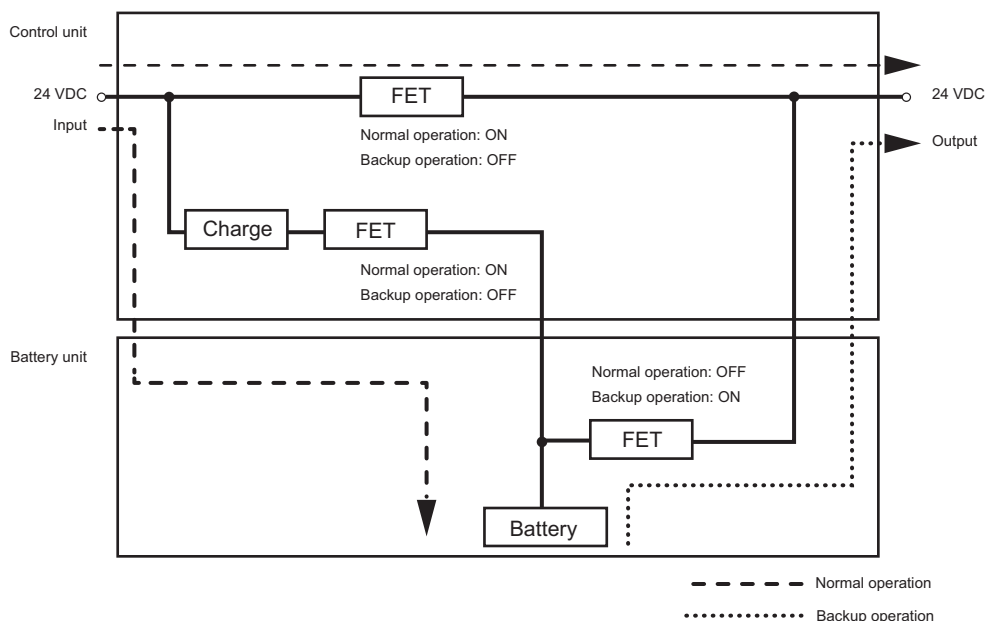 Control unit
24 VDC
FET
24 VDC
Input
Normal operation: ON
Backup operation: OFF
Output
Charge
FET
Normal operation: ON
Backup operation: OFF
Battery unit
Normal operation: OFF
Backup operation: ON
FET
Battery
Normal operation
Backup operation